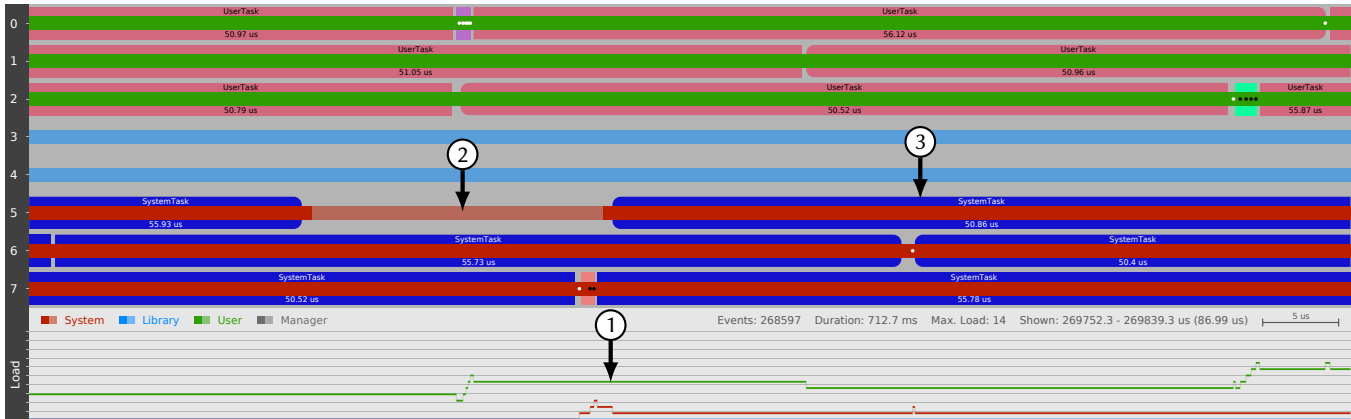 0
UserTask
UserTask
50.97 us
56.12 us
1
UserTask
UserTask
51.05 us
50.96 us
2
UserTask
UserTask
UserTask
50.79 us
50.52 us
55.87 us
3
4
2
3
5
SystemTask
SystemTask
55.93 us
50.86 us
6
SystemTask
SystemTask
55.73 us
50.4 us
7
SystemTask
SystemTask
50.52 us
55.78 us
System Library User Manager
1
Events: 268597 Duration: 712.7 ms Max. Load: 14 Shown: 269752.3 - 269839.3 us (86.99 us)
5 us
Load